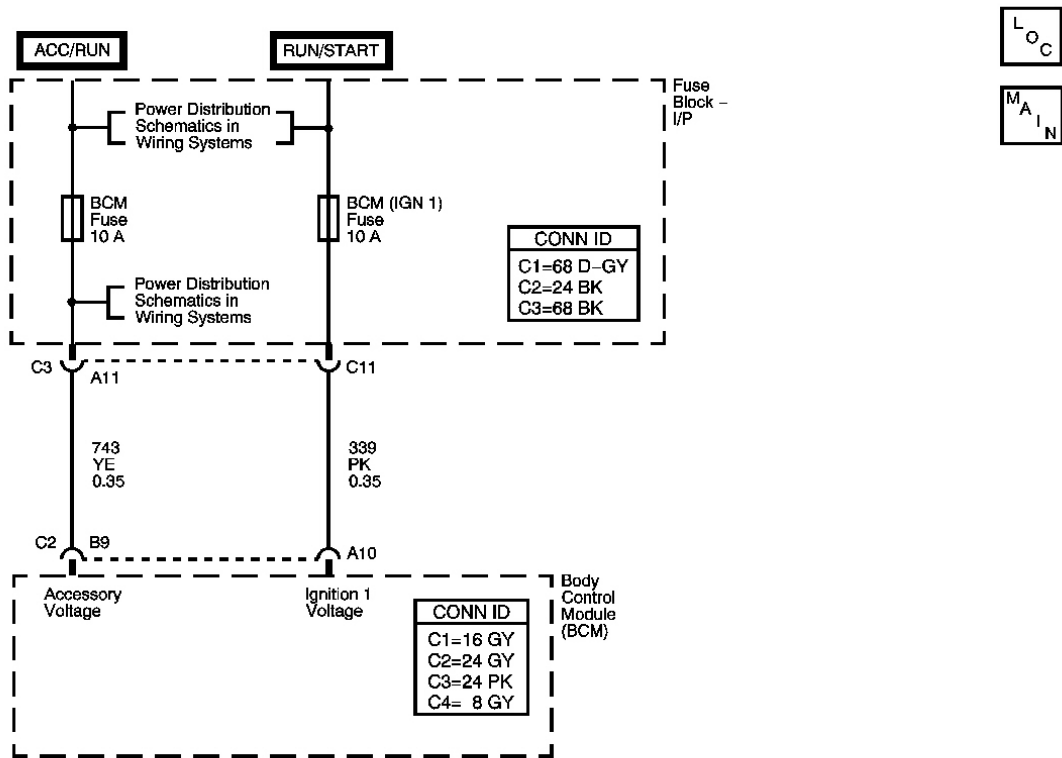 ACC/RUN
RUN/START
L
O
C
M
A
I
N
Fuse
Block –
I/P
Power Distribution
Schematics in
Wiring Systems
BCM
Fuse
10 A
BCM (IGN 1)
Fuse
10 A
CONN ID
C1=68 D–GY
C2=24 BK
C3=68 BK
Power Distribution
Schematics in
Wiring Systems
C3
A11
C11
743
YE
0.35
339
PK
0.35
C2
B9
A10
Accessory
Voltage
Ignition 1
Voltage
Body
Control
Module
(BCM)
CONN ID
C1=16 GY
C2=24 GY
C3=24 PK
C4= 8 GY